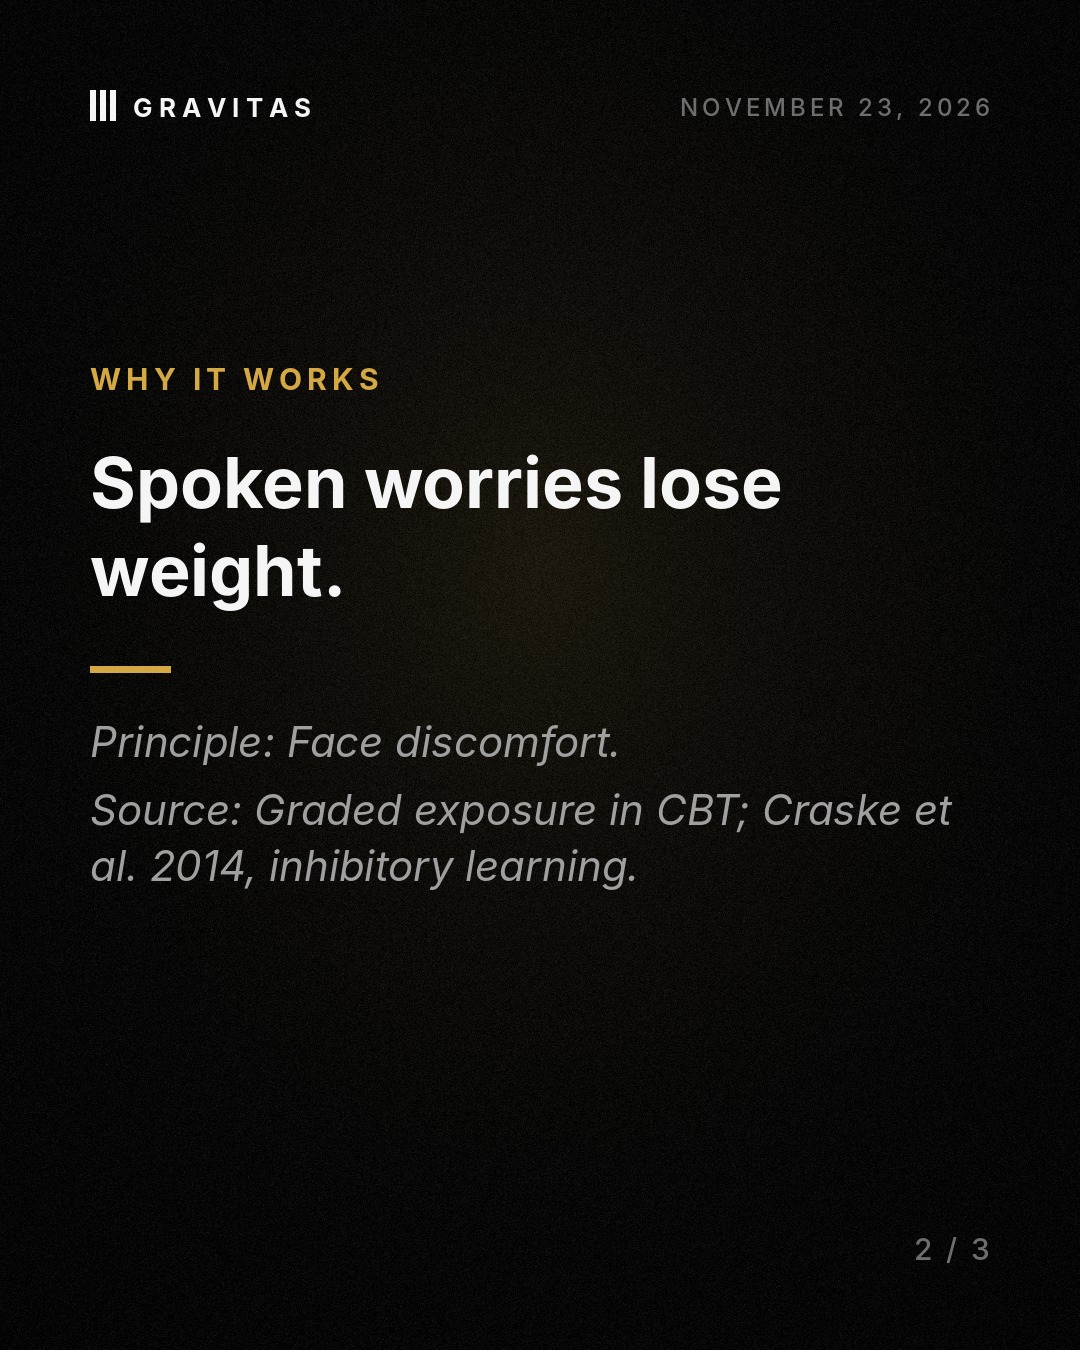 GRAVITAS
NOVEMBER 23, 2026
WHY IT WORKS
Spoken worries lose
weight.
Principle: Face discomfort.
Source: Graded exposure in CBT; Craske et
al. 2014, inhibitory learning.
2 / 3